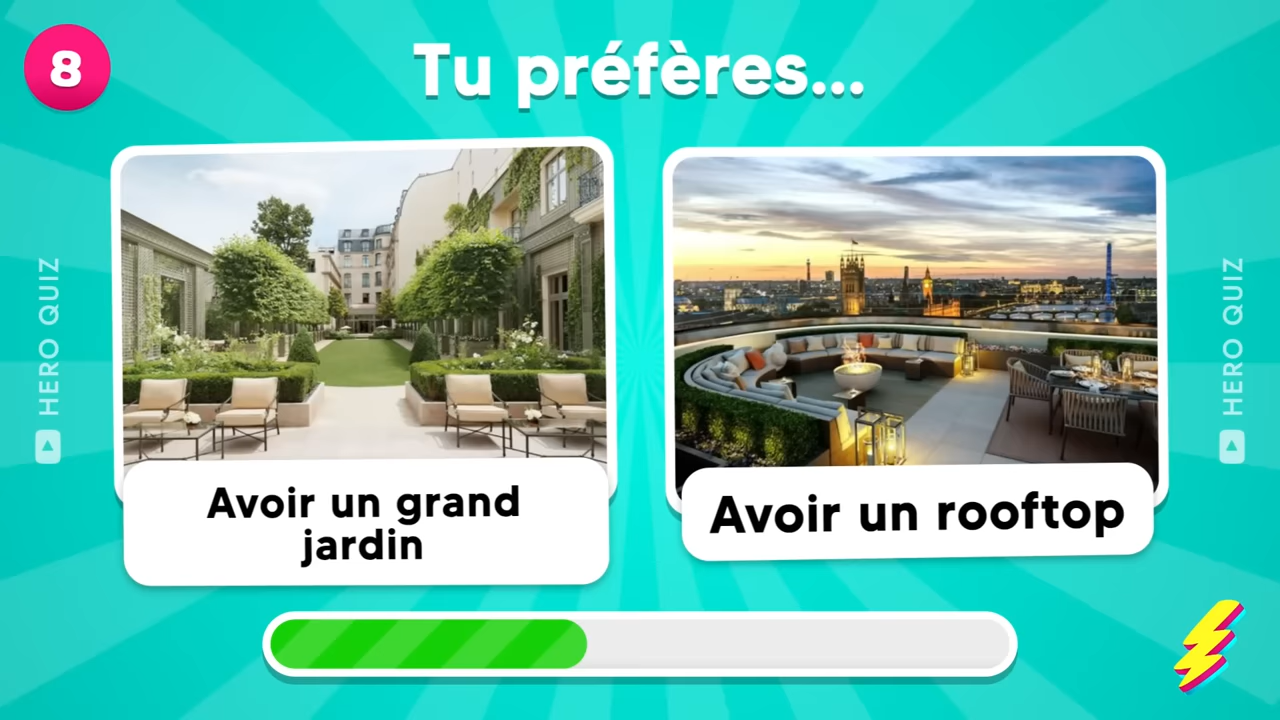 8
Tu préfères...
HERO QUIZ
Avoir un grand
jardin
Avoir un rooftop
HERO QUIZ